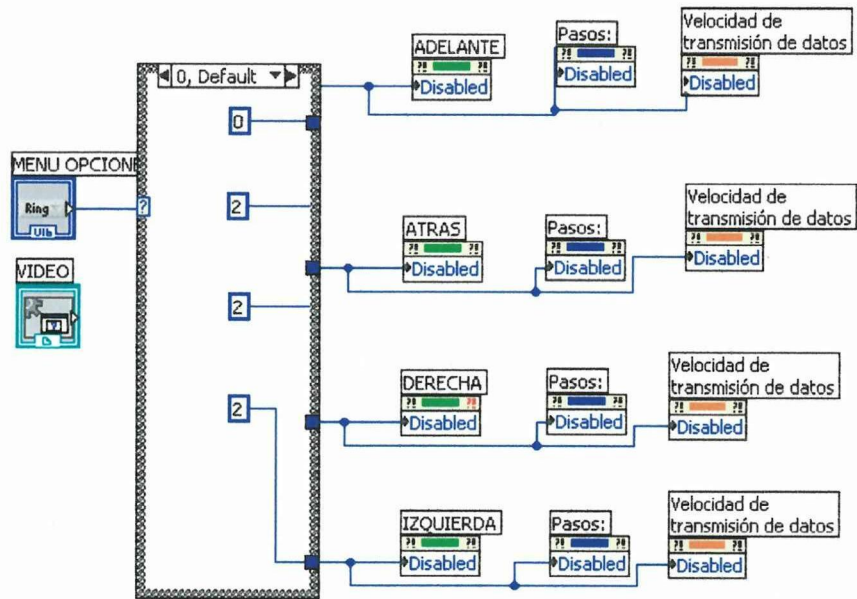 Velocidad de
transmisión de datos
ADELANTE
Pasos:
Disabled
Disabled
Disabled
0, Default
0
MENU OPCIONE
Ring
U16
?
2
Velocidad de
transmisión de datos
ATRAS
Pasos:
Disabled
Disabled
Disabled
VIDEO
2
Velocidad de
transmisión de datos
DERECHA
Pasos:
Disabled
Disabled
Disabled
2
Velocidad de
transmisión de datos
IZQUIERDA
Pasos:
Disabled
Disabled
Disabled